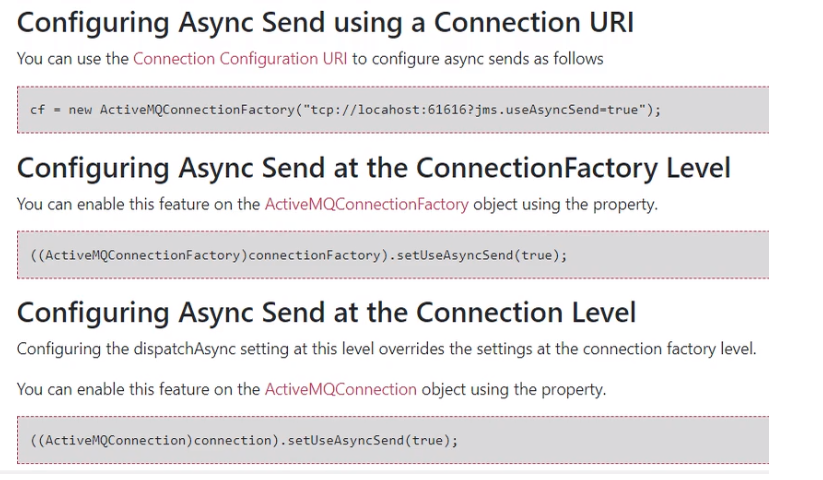 Configuring Async Send using a Connection URI
You can use the Connection Configuration URI to configure async sends as follows
cf = new ActiveMQConnectionFactory("tcp://locahost:61616?jms.useAsyncSend=true");
Configuring Async Send at the ConnectionFactory Level
You can enable this feature on the ActiveMQConnectionFactory object using the property.
((ActiveMQConnectionFactory)connectionFactory).setUseAsyncSend(true);
Configuring Async Send at the Connection Level
Configuring the dispatchAsync setting at this level overrides the settings at the connection factory level.
You can enable this feature on the ActiveMQConnection object using the property.
((ActiveMQConnection)connection).setUseAsyncSend(true);